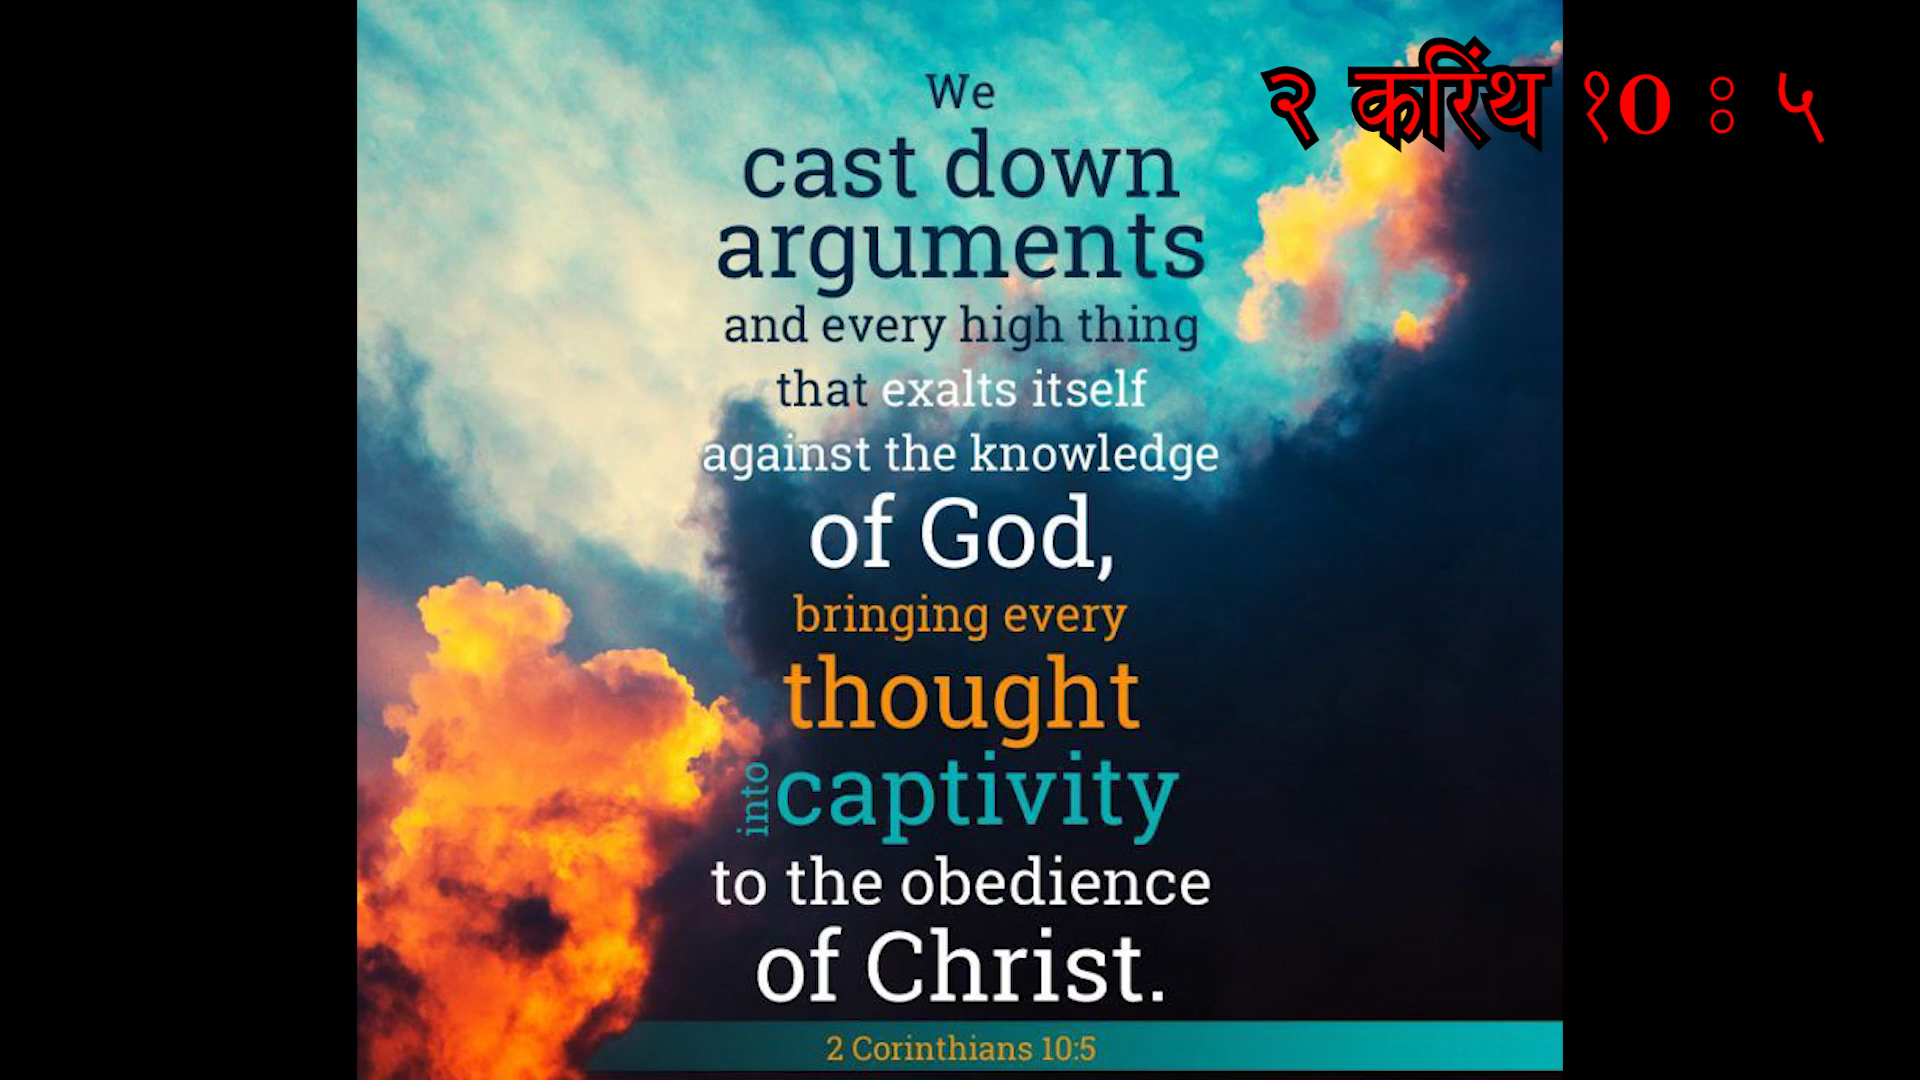 २ करिंथ १0 : ५
We
cast down
arguments
and every high thing
that exalts itself
against the knowledge
of God,
bringing every
thought
into captivity
to the obedience
of Christ.
2 Corinthians 10:5